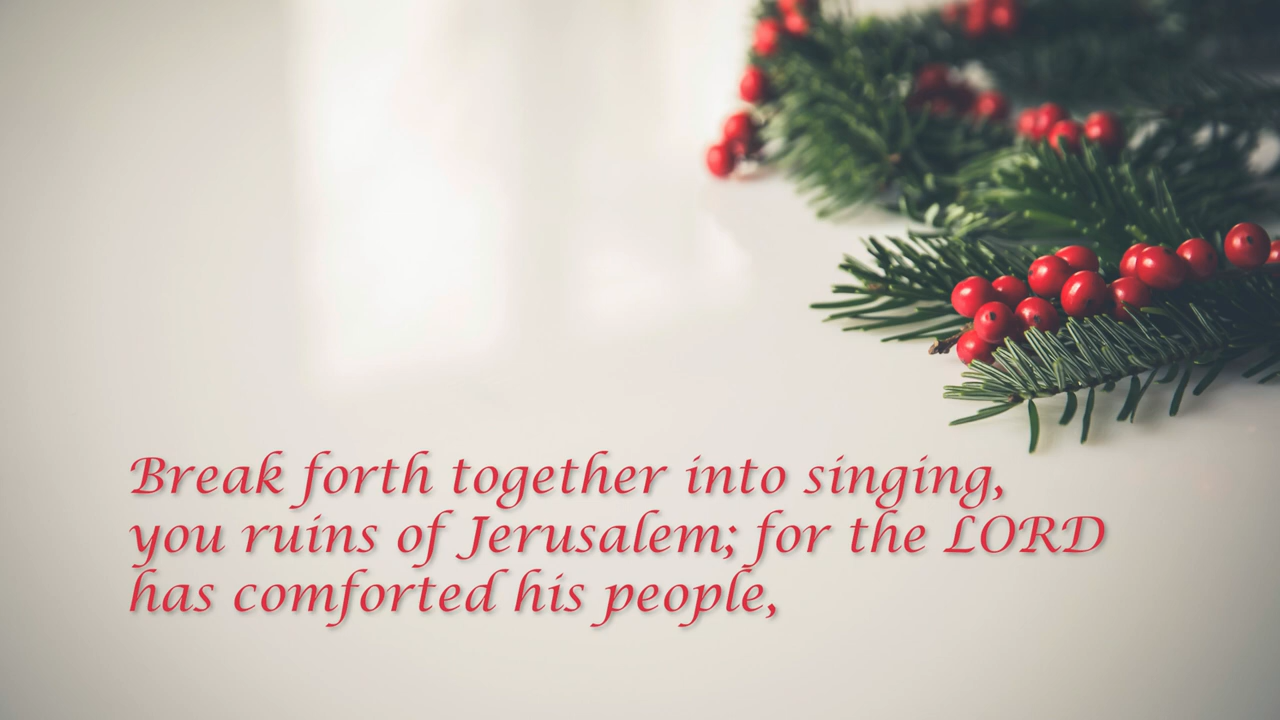 Break forth together into singing,
you ruins of Jerusalem; for the LORD
has comforted his people,